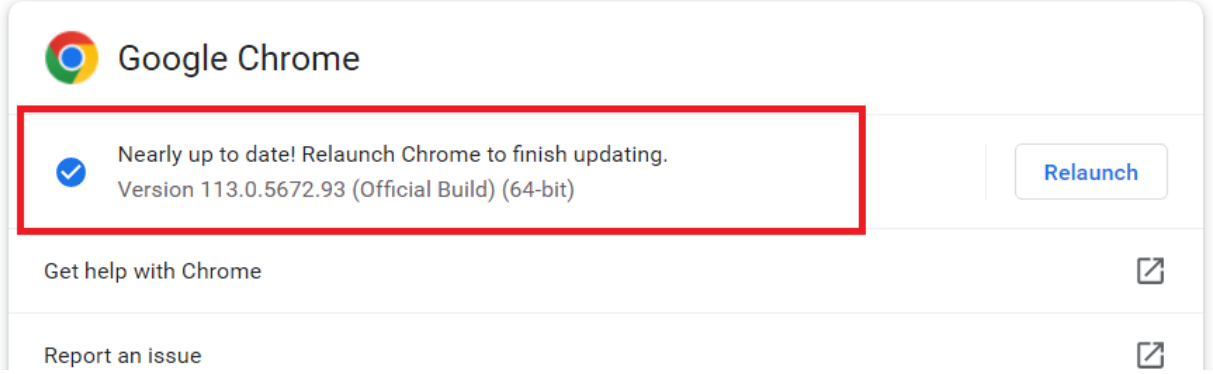 Google Chrome
Nearly up to date! Relaunch Chrome to finish updating.
Version 113.0.5672.93 (Official Build) (64-bit)
Relaunch
Get help with Chrome
Report an issue